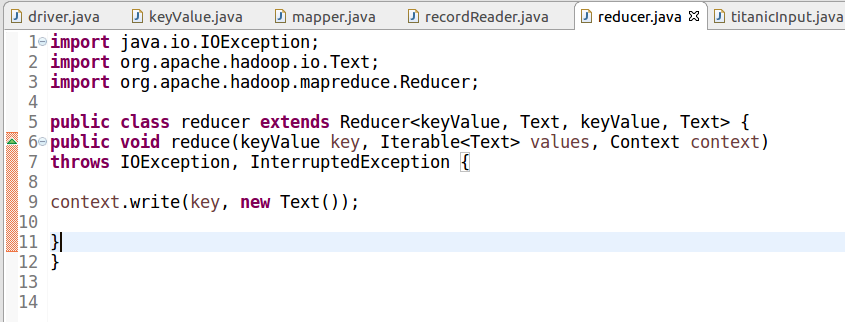 driver.java keyValue.java mapper.java recordReader.java reducer.java titanicInput.java
1 import java.io.IOException;
2 import org.apache.hadoop.io.Text;
3 import org.apache.hadoop.mapreduce.Reducer;
4
5 public class reducer extends Reducer<keyValue, Text, keyValue, Text> {
6 public void reduce(keyValue key, Iterable<Text> values, Context context)
7 throws IOException, InterruptedException {
8
9 context.write(key, new Text());
10
11 }
12 }
13
14